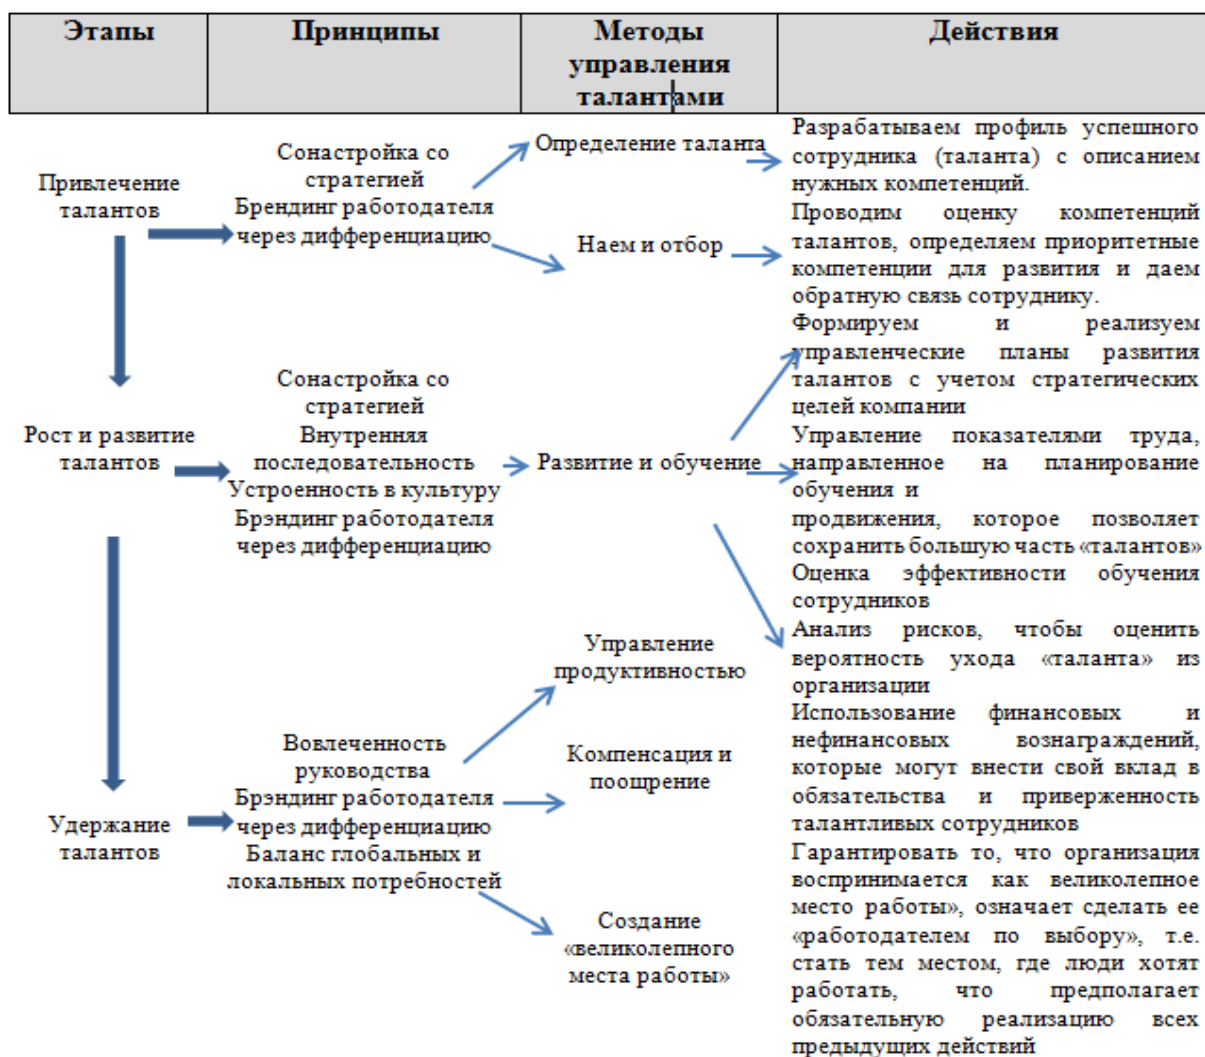 Этапы
Принципы
Методы
управления
талантами
Действия
Привлечение
талантов
Сонастройка со
стратегией
Брендинг работодателя
через дифференциацию
Определение таланта
Наем и отбор
Разрабатываем профиль успешного
сотрудника (таланта) с описанием
нужных компетенций.
Проводим оценку компетенций
талантов, определяем приоритетные
компетенции для развития и даем
обратную связь сотруднику.
Рост и развитие
талантов
Сонастройка со
стратегией
Внутренняя
последовательность
Устроенность в культуру
Брэндинг работодателя
через дифференциацию
Развитие и обучение
Формируем и реализуем
управленческие планы развития
талантов с учетом стратегических
целей компании
Управление показателями труда,
направленное на планирование
обучения и
продвижения, которое позволяет
сохранить большую часть «талантов»
Оценка эффективности обучения
сотрудников
Анализ рисков, чтобы оценить
вероятность ухода «таланта» из
организации
Удержание
талантов
Вовлеченность
руководства
Брэндинг работодателя
через дифференциацию
Баланс глобальных и
локальных потребностей
Управление
продуктивностью
Компенсация и
поощрение
Создание
«великолепного
места работы»
Использование финансовых и
нефинансовых вознаграждений,
которые могут внести свой вклад в
обязательства и приверженность
талантливых сотрудников
Гарантировать то, что организация
воспринимается как великолепное
место работы», означает сделать ее
«работодателем по выбору», т.е.
стать тем местом, где люди хотят
работать, что предполагает
обязательную реализацию всех
предыдущих действий